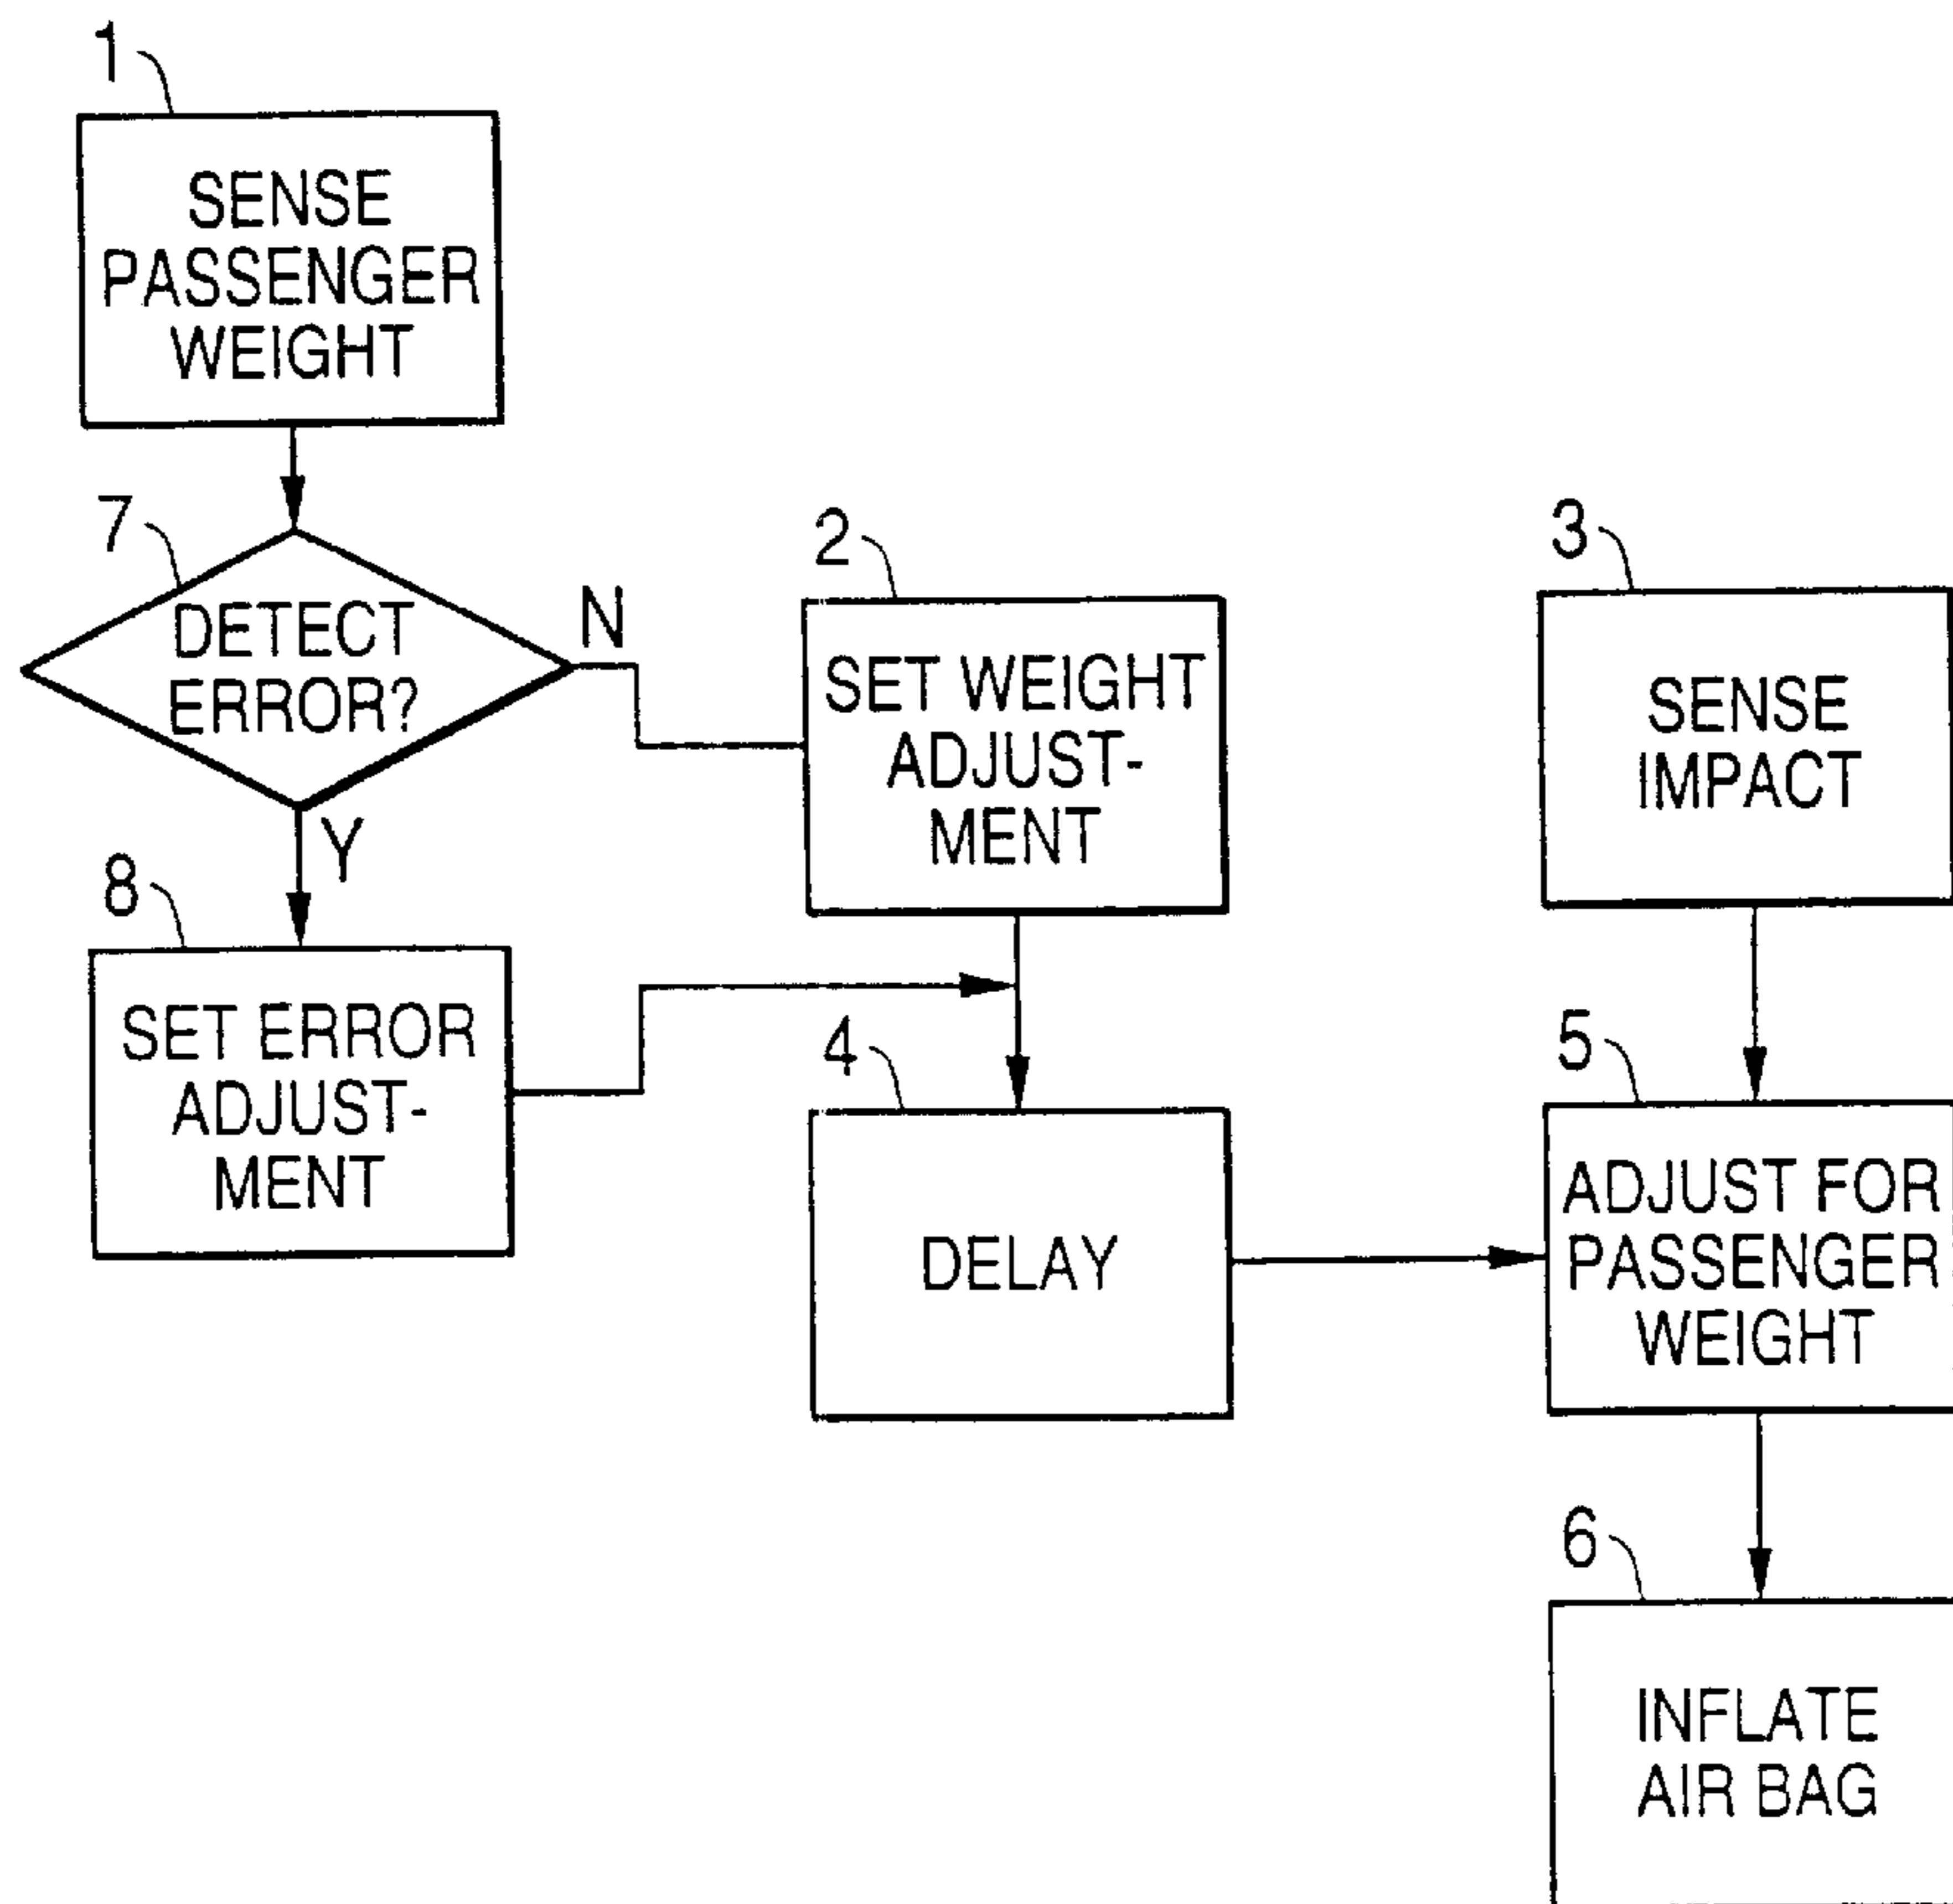 1
SENSE
PASSENGER
WEIGHT
7
DETECT
ERROR?
N
Y
2
SET WEIGHT
ADJUST-
MENT
3
SENSE
IMPACT
8
SET ERROR
ADJUST-
MENT
4
DELAY
5
ADJUST FOR
PASSENGER
WEIGHT
6
INFLATE
AIR BAG